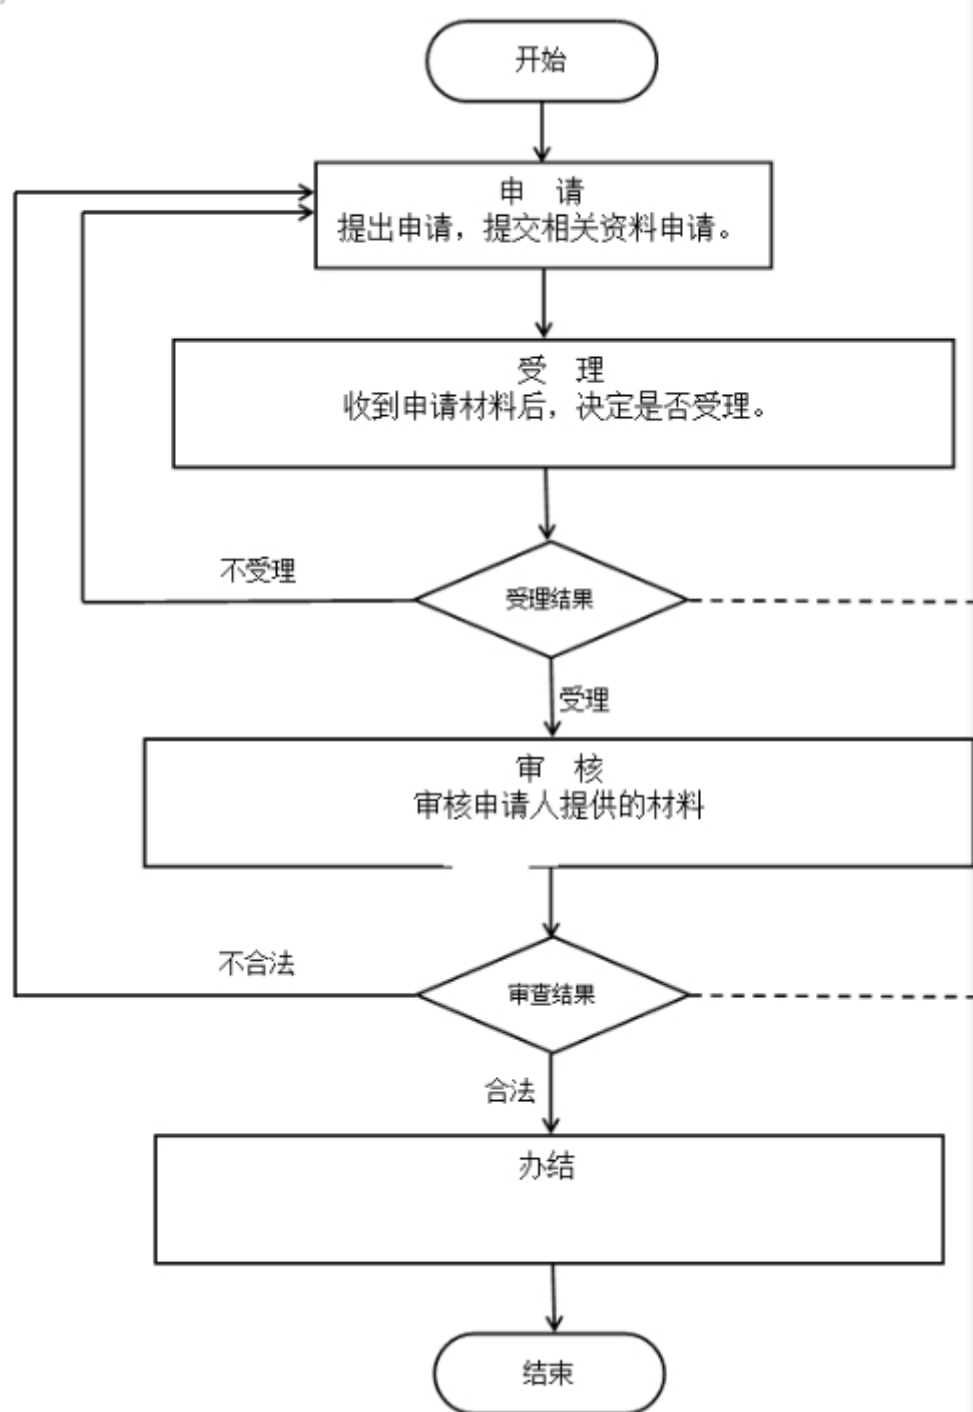 开始
申 请
提出申请，提交相关资料申请。
受 理
收到申请材料后，决定是否受理。
不受理
受理结果
受理
审 核
审核申请人提供的材料
不合法
审查结果
合法
办结
结束